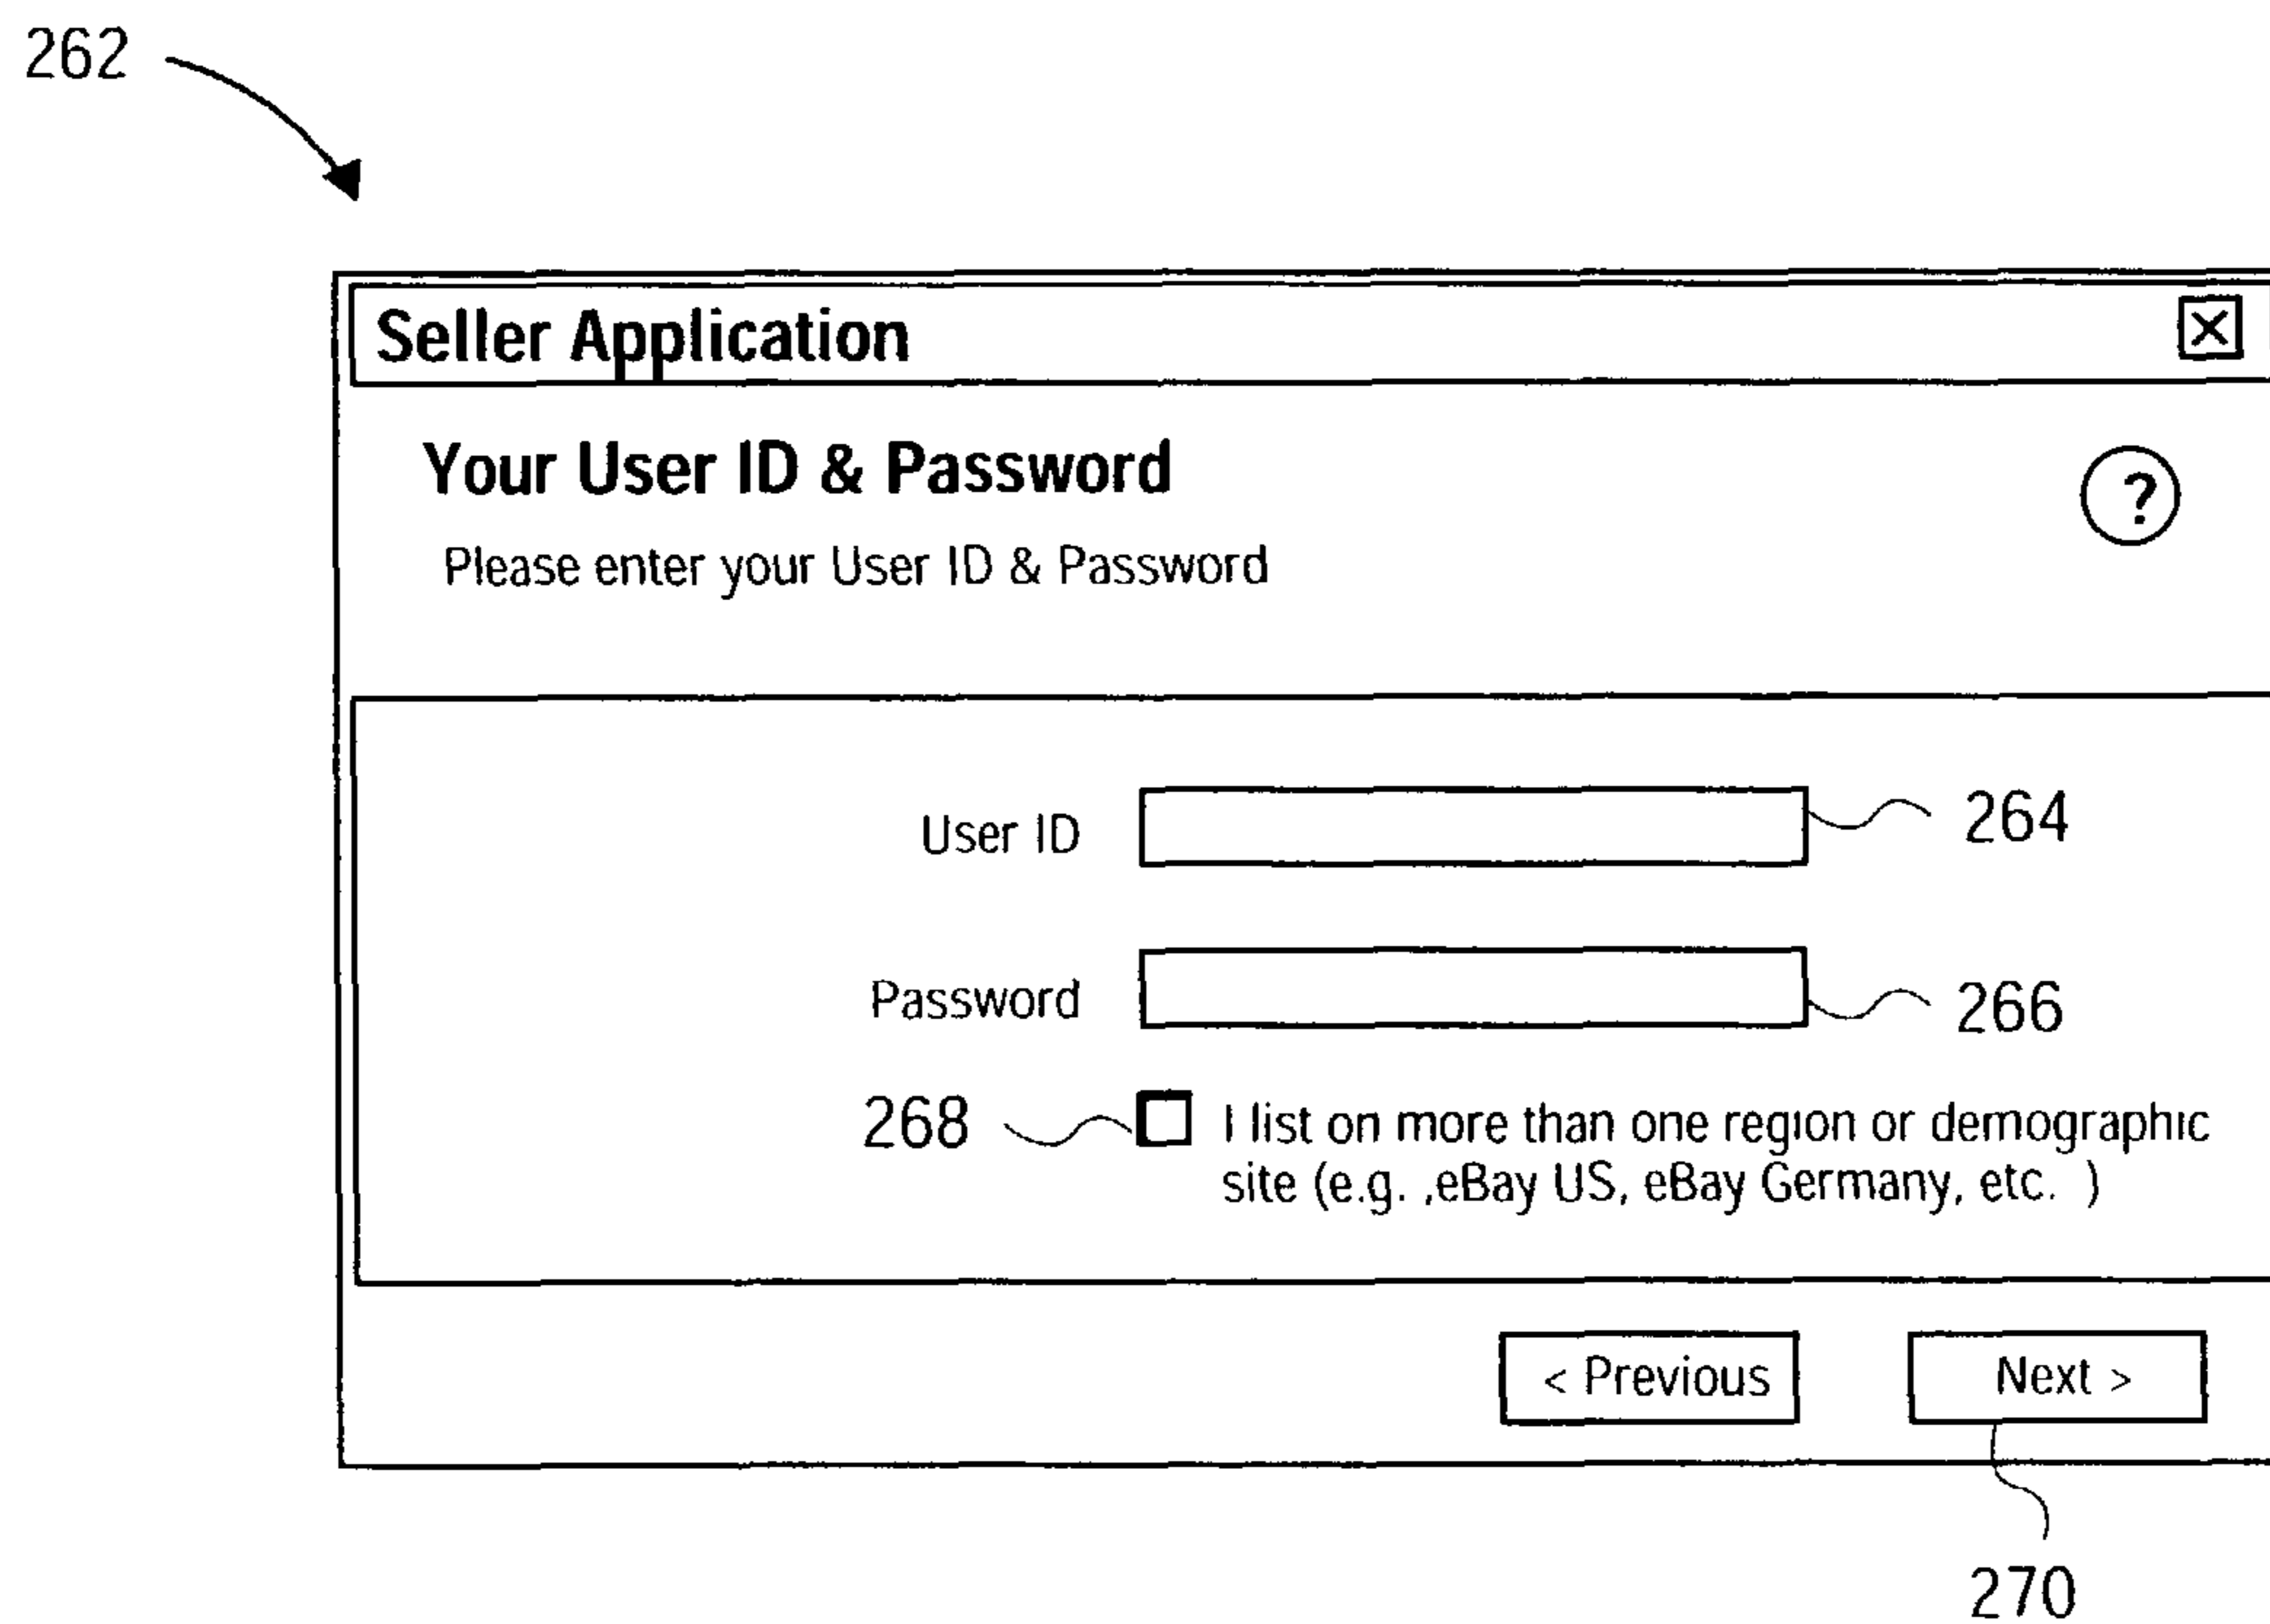 262
Seller Application
Your User ID & Password
?
Please enter your User ID & Password
User ID
264
Password
266
268
I list on more than one region or demographic
site (e.g. ,eBay US, eBay Germany, etc. )
< Previous
Next >
270